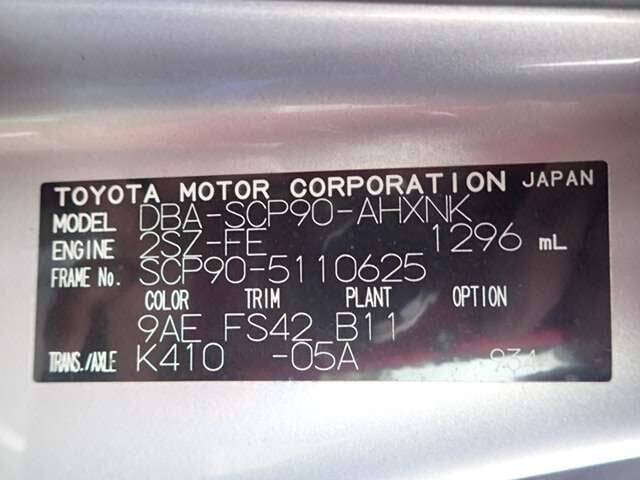 TOYOTA MOTOR CORPORATION JAPAN
MODEL DBA-SCP90-AHXNK
ENGINE 2SZ-FE 1296 mL
FRAME No. SCP90-5110625
COLOR TRIM PLANT OPTION
9AE FS42 B11
TRANS./AXLE K410 -05A 934